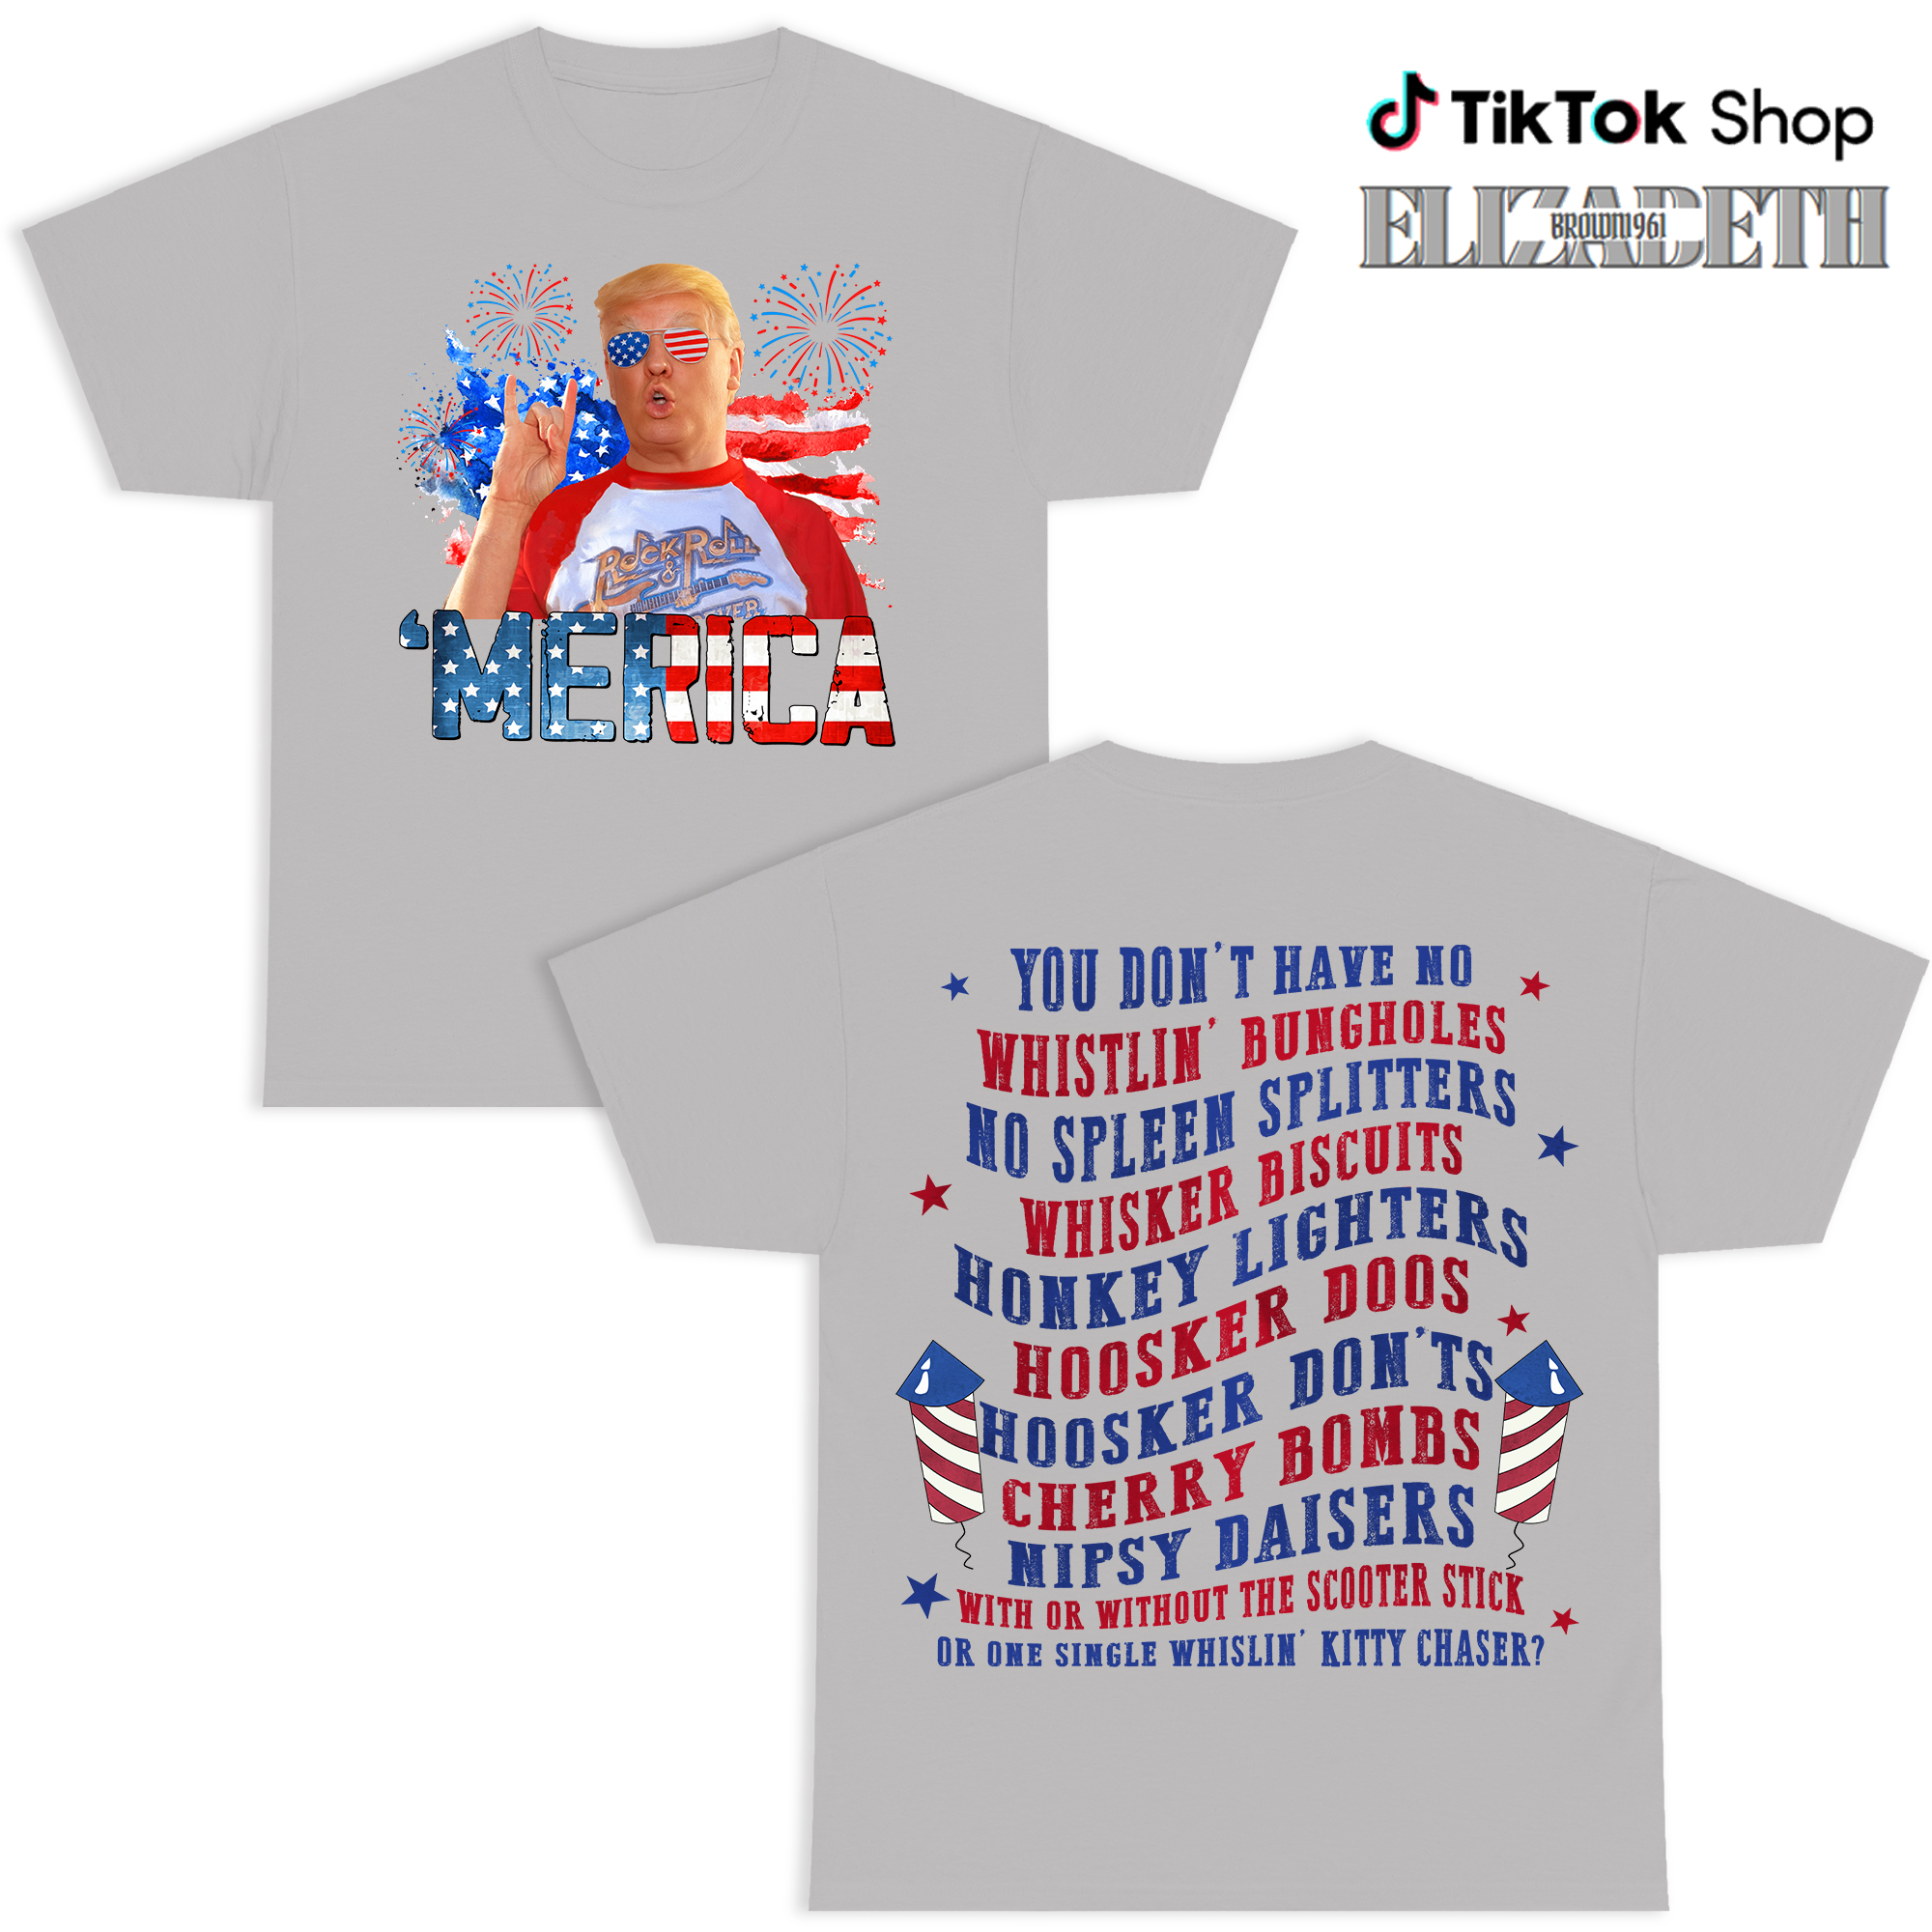 TikTok Shop
ELIZABETH
BROWN1961
ROCK & ROLL
'MERICA
YOU DON'T HAVE NO
WHISTLIN' BUNGHOLES
NO SPLEEN SPLITTERS
WHISKER BISCUITS
HONKEY LIGHTERS
HOOSKER DOOS
HOOSKER DON'TS
CHERRY BOMBS
NIPSY DAISERS
WITH OR WITHOUT THE SCOOTER STICK
OR ONE SINGLE WHISLIN' KITTY CHASER?